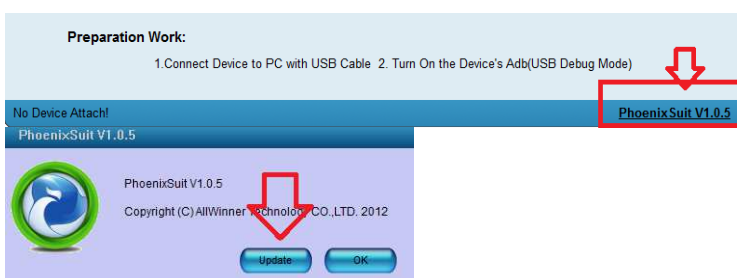 Preparation Work:
1.Connect Device to PC with USB Cable 2. Turn On the Device's Adb(USB Debug Mode)
No Device Attach!
PhoenixSuit V1.0.5
PhoenixSuit V1.0.5
PhoenixSuit V1.0.5
Copyright (C) AllWinner Technology CO.,LTD. 2012
Update
OK